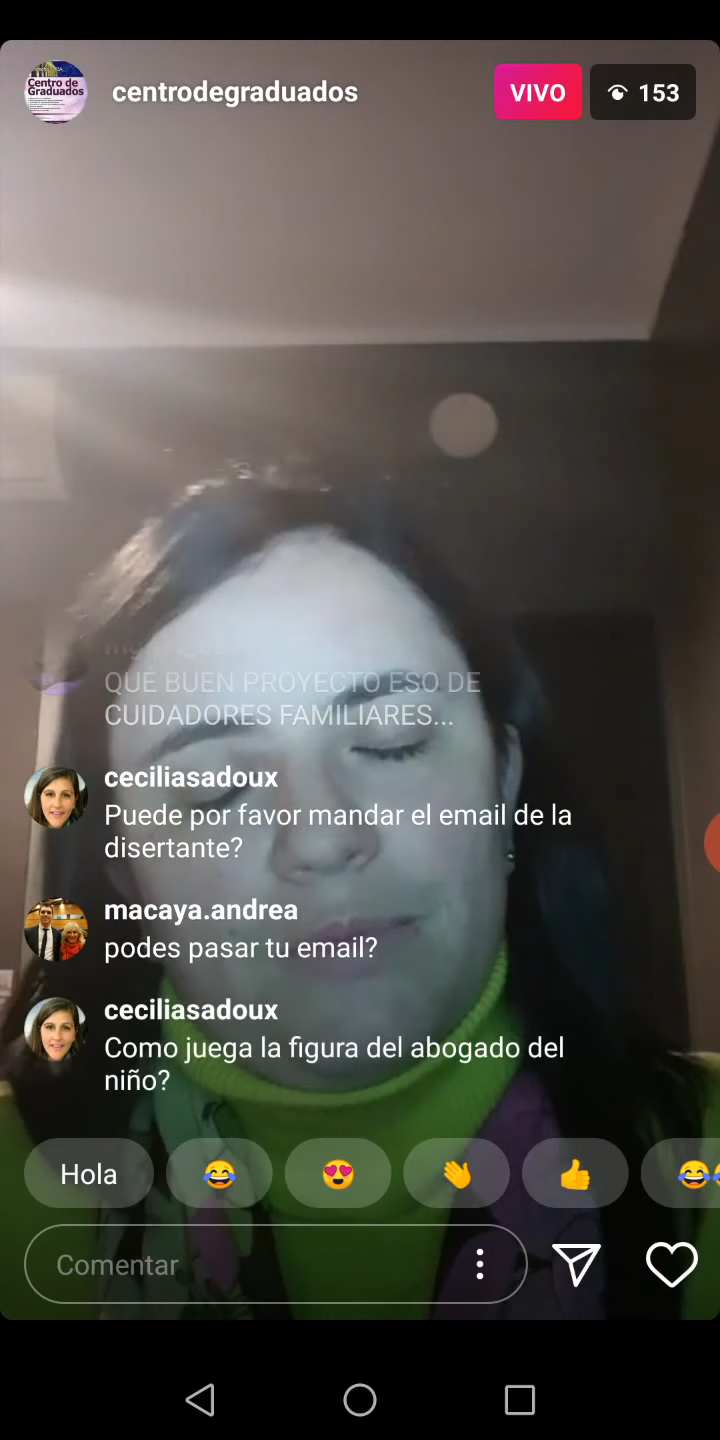 Centro de
Graduados
centrodegraduados
VIVO
153
QUE BUEN PROYECTO ESO DE
CUIDADORES FAMILIARES...
ceciliasadoux
Puede por favor mandar el email de la
disertante?
macaya.andrea
podes pasar tu email?
ceciliasadoux
Como juega la figura del abogado del
niño?
Hola
Comentar